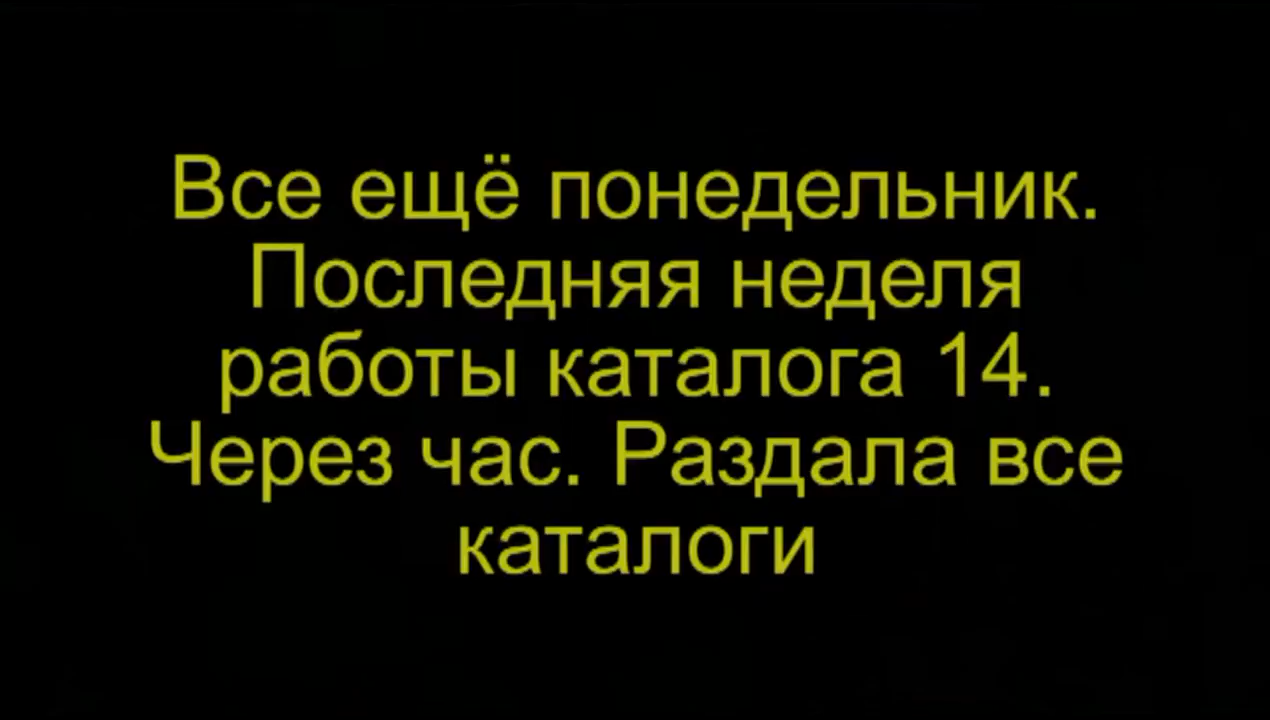 Все ещё понедельник.
Последняя неделя
работы каталога 14.
Через час. Раздала все
каталоги